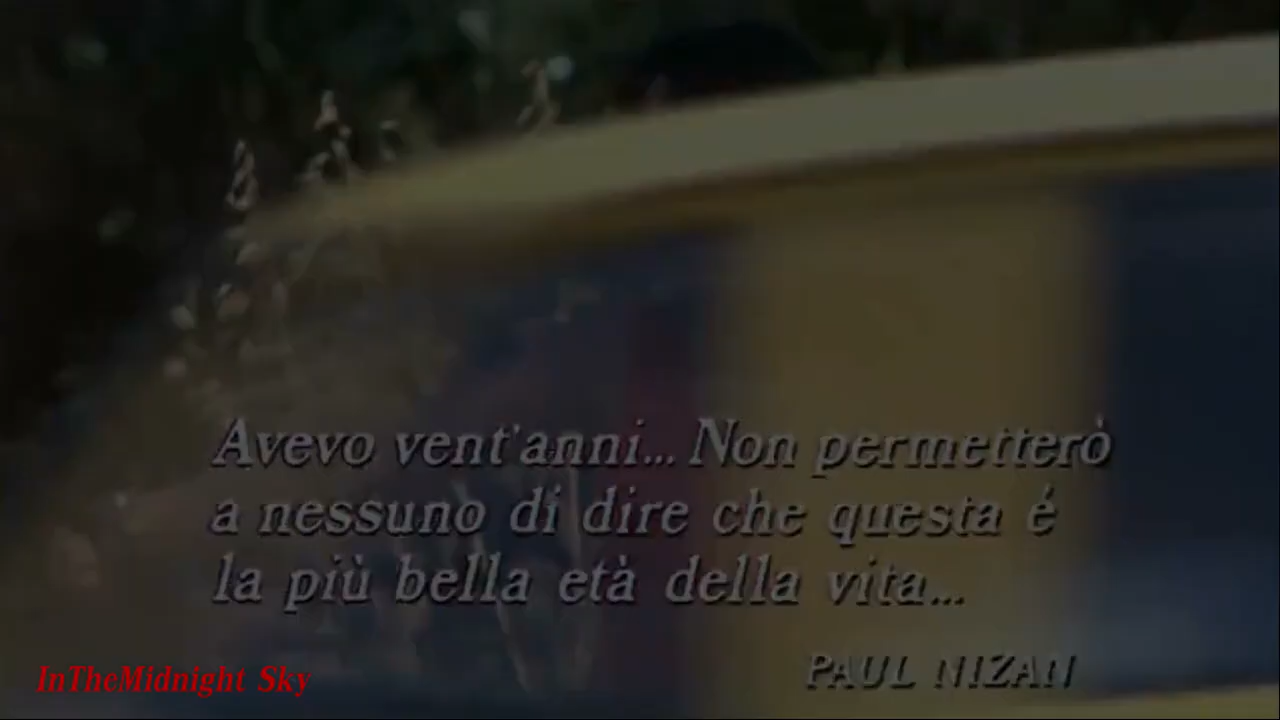 Avevo vent'anni... Non permetterò
a nessuno di dire che questa é
la più bella età della vita...
PAUL NIZAN
InTheMidnight Sky